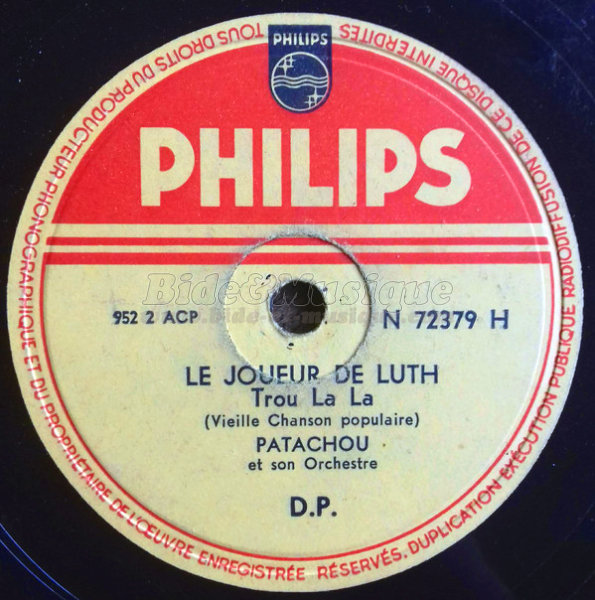 TOUS DROITS DU PRODUCTEUR PHONOGRAPHIQUE ET DU PROPRIÉTAIRE DE L'ŒUVRE ENREGISTRÉE RÉSERVÉS. DUPLICATION EXÉCUTION PUBLIQUE RADIODIFFUSION DE CE DISQUE INTERDITES
PHILIPS
PHILIPS
Bide&Musique
952 2 ACP
N 72379 H
LE JOUEUR DE LUTH
Trou La La
(Vieille Chanson populaire)
PATACHOU
et son Orchestre
D.P.